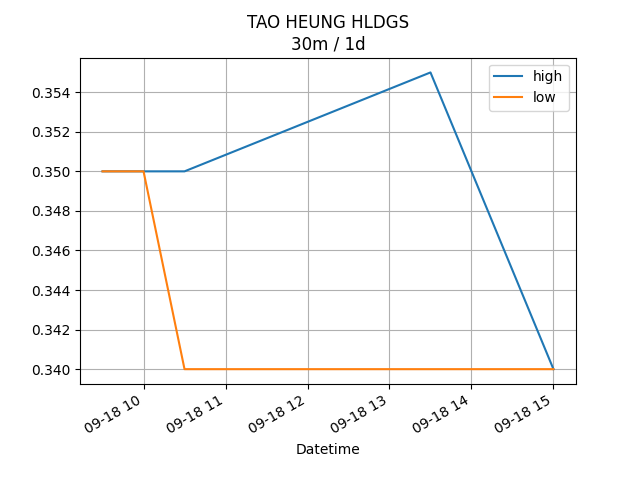 TAO HEUNG HLDGS
30m / 1d
high
low
0.354
0.352
0.350
0.348
0.346
0.344
0.342
0.340
09-18 10
09-18 11
09-18 12
09-18 13
09-18 14
09-18 15
Datetime